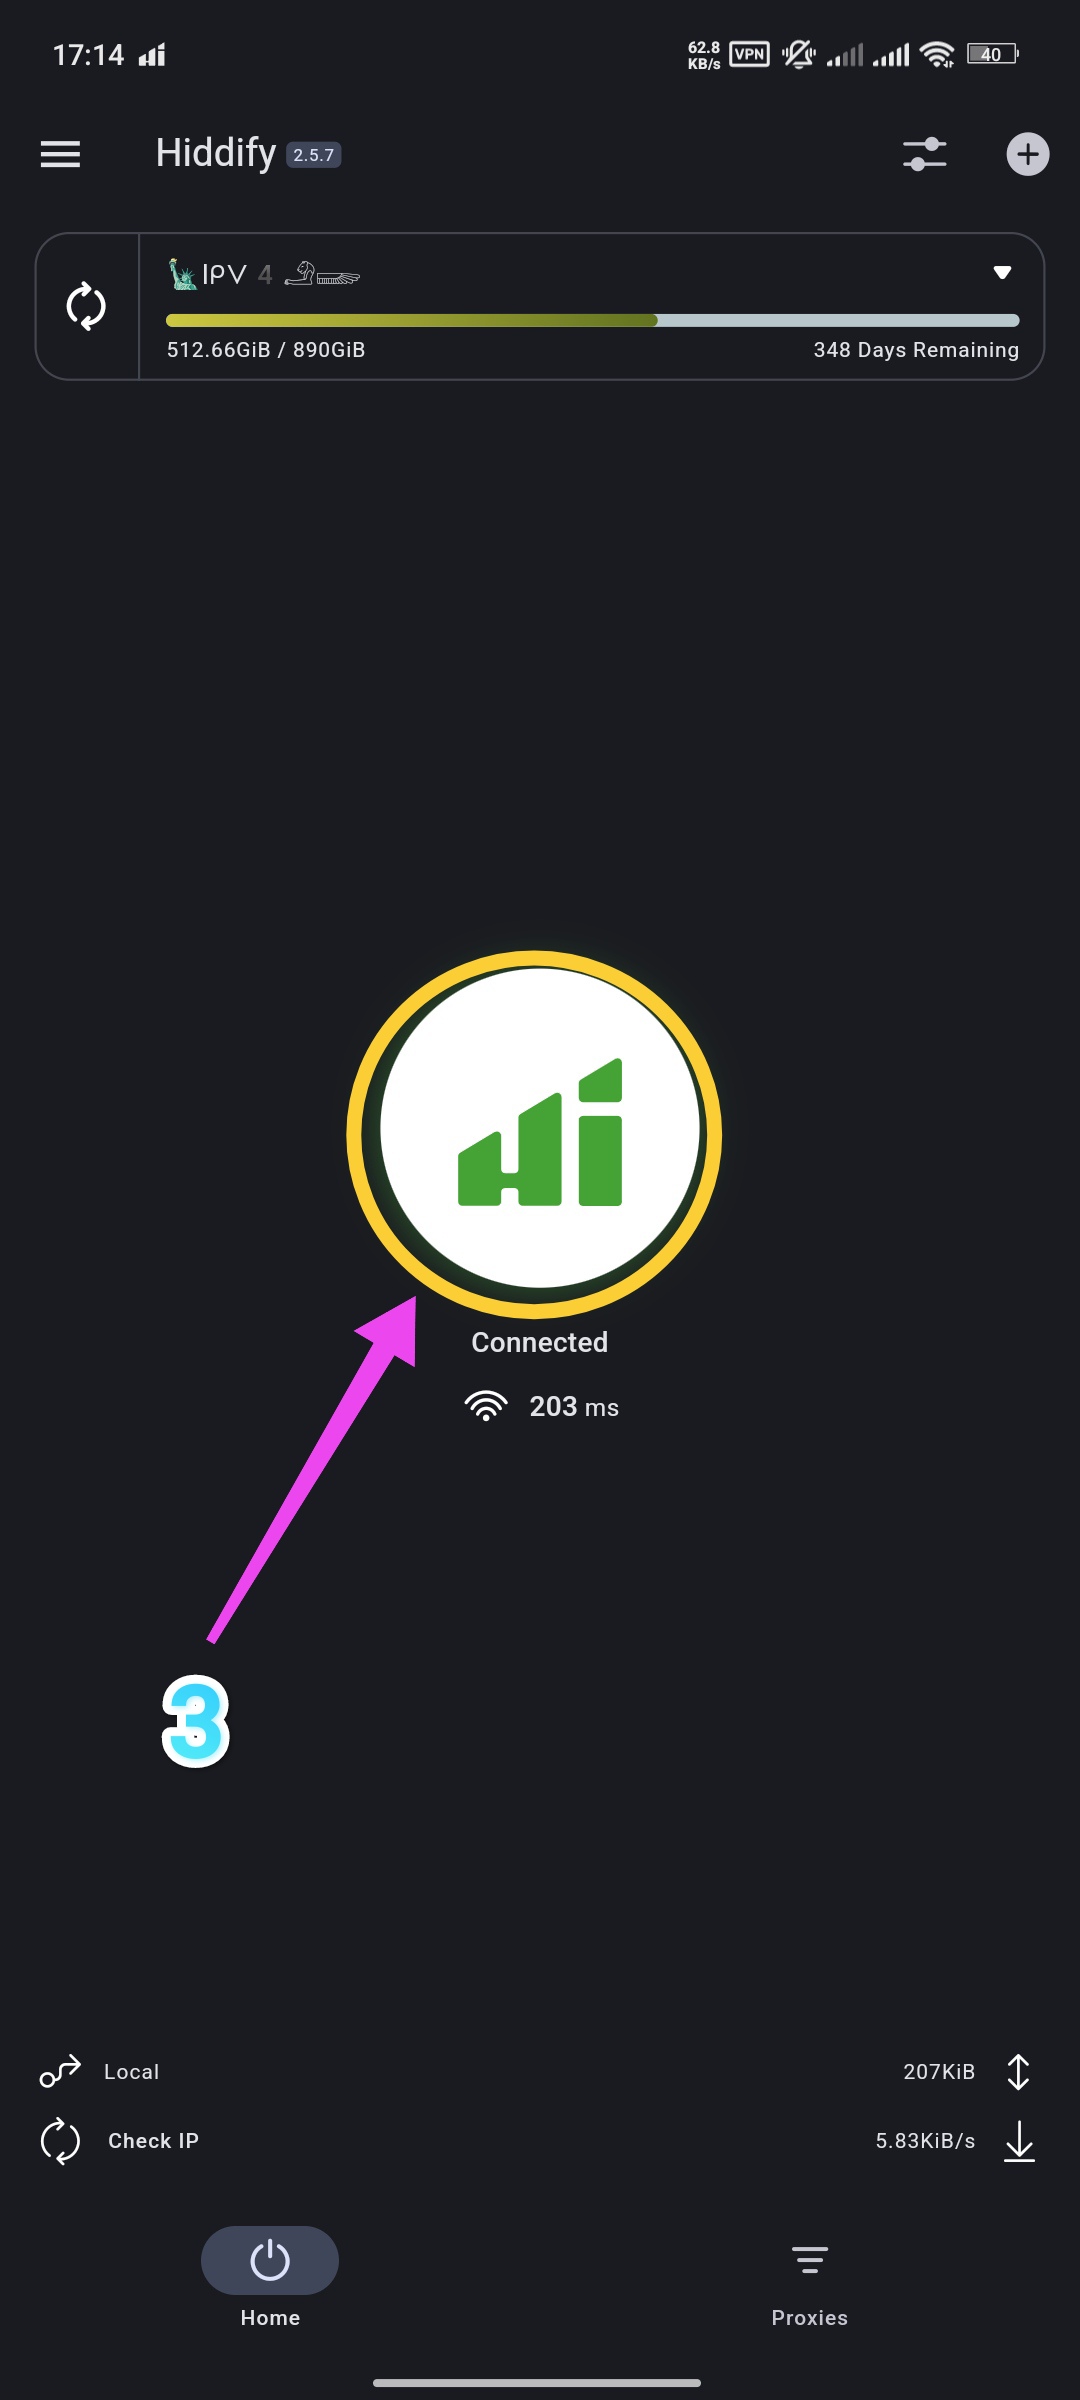 17:14
62.8
KB/s
VPN
40
Hiddify 2.5.7
🗽IPV 4
512.66GiB / 890GiB
348 Days Remaining
Connected
203 ms
3
Local
207KiB
Check IP
5.83KiB/s
Home
Proxies